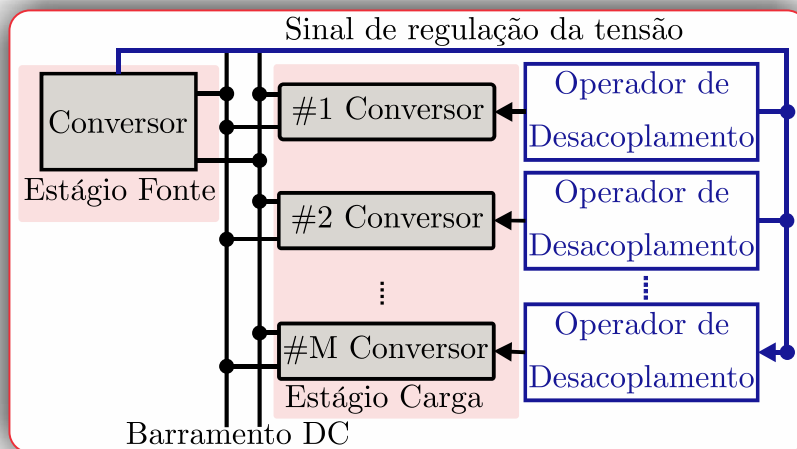 Sinal de regulação da tensão
Conversor
Estágio Fonte
#1 Conversor
Operador de
Desacoplamento
#2 Conversor
Operador de
Desacoplamento
#M Conversor
Operador de
Desacoplamento
Estágio Carga
Barramento DC